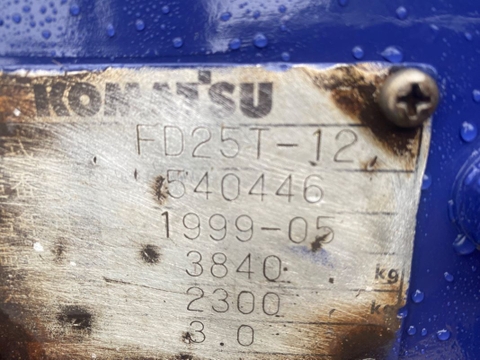 KOMATSU
FD25T-12
540446
1999-05
3840 kg
2300 kg
3.0